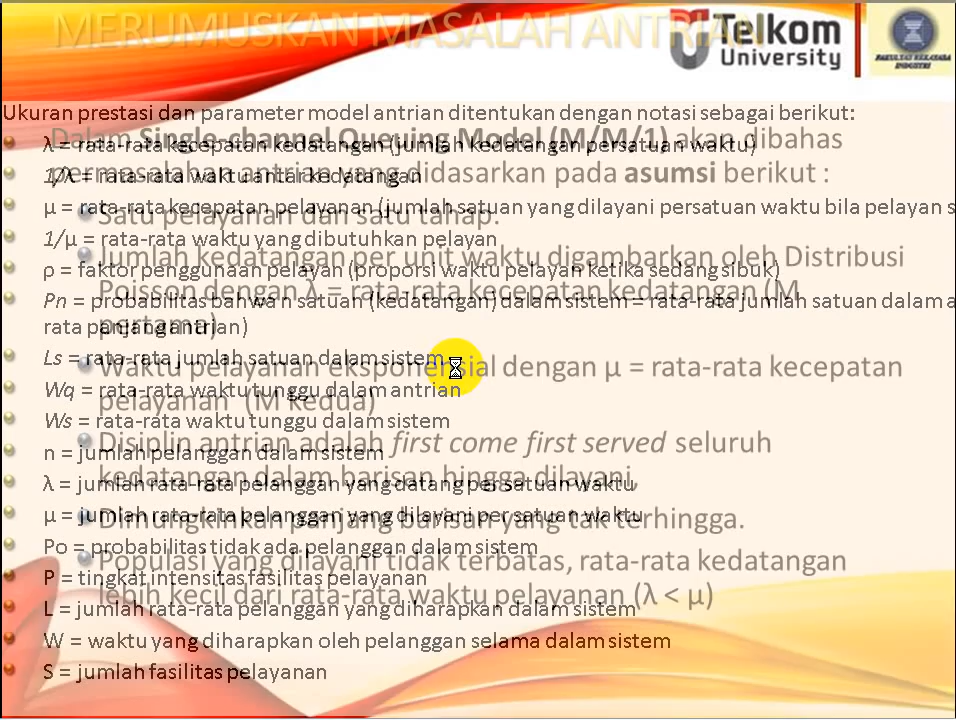 MERUMUSKAN MASALAH ANTRIAN
Telkom
University
FAKULTAS REKAYASA
INDUSTRI
Ukuran prestasi dan parameter model antrian ditentukan dengan notasi sebagai berikut:
λ = rata-rata kecepatan kedatangan (jumlah kedatangan persatuan waktu)
1/λ = rata-rata waktu antar kedatangan
µ = rata-rata kecepatan pelayanan (jumlah satuan yang dilayani persatuan waktu bila pelayan s
1/µ = rata-rata waktu yang dibutuhkan pelayan
ρ = faktor penggunaan pelayan (proporsi waktu pelayan ketika sedang sibuk)
Pn = probabilitas bahwa n satuan (kedatangan) dalam sistem = rata-rata jumlah satuan dalam a
rata panjang antrian)
Ls = rata-rata jumlah satuan dalam sistem
Wq = rata-rata waktu tunggu dalam antrian
Ws = rata-rata waktu tunggu dalam sistem
n = jumlah pelanggan dalam sistem
λ = jumlah rata-rata pelanggan yang datang per satuan waktu
µ = jumlah rata-rata pelanggan yang dilayani per satuan waktu
Po = probabilitas tidak ada pelanggan dalam sistem
P = tingkat intensitas fasilitas pelayanan
L = jumlah rata-rata pelanggan yang diharapkan dalam sistem
W = waktu yang diharapkan oleh pelanggan selama dalam sistem
S = jumlah fasilitas pelayanan
Dalam Single-channel Queuing Model (M/M/1) akan dibahas
permasalahan antrian yang didasarkan pada asumsi berikut :
Satu pelayanan dan satu tahap.
Jumlah kedatangan per unit waktu digambarkan oleh Distribusi
Poisson dengan λ = rata-rata kecepatan kedatangan (M
pertama)
Waktu pelayanan eksponensial dengan µ = rata-rata kecepatan
pelayanan (M kedua)
Disiplin antrian adalah first come first served seluruh
kedatangan dalam barisan hingga dilayani,
Dimungkinkan panjang barisan yang tak terhingga.
Populasi yang dilayani tidak terbatas, rata-rata kedatangan
lebih kecil dari rata-rata waktu pelayanan (λ < µ)